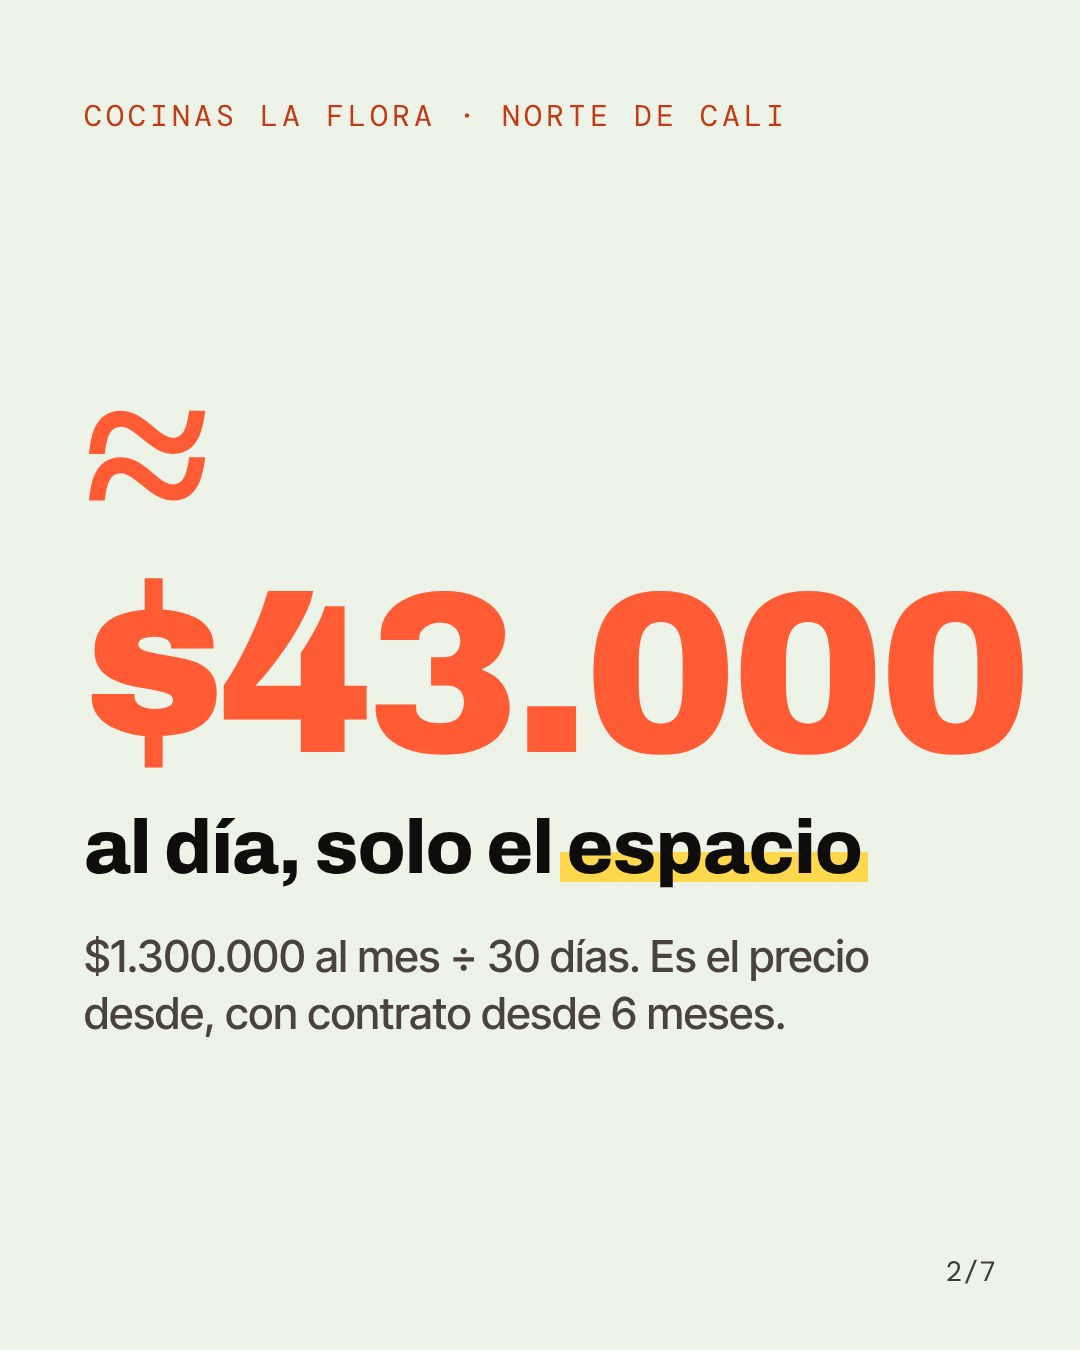 COCINAS LA FLORA · NORTE DE CALI
≈
$43.000
al día, solo el espacio
$1.300.000 al mes ÷ 30 días. Es el precio
desde, con contrato desde 6 meses.
2/7